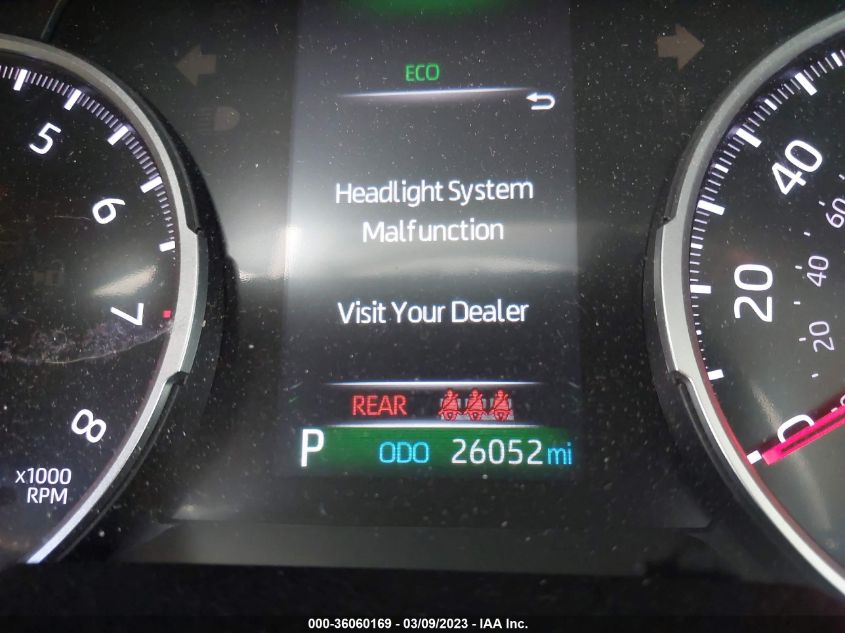 ECO
Headlight System
Malfunction
Visit Your Dealer
REAR
P ODO 26052 mi
5
6
7
8
x1000
RPM
40
20
0
60
40
20
000-36060169 - 03/09/2023 - IAA Inc.